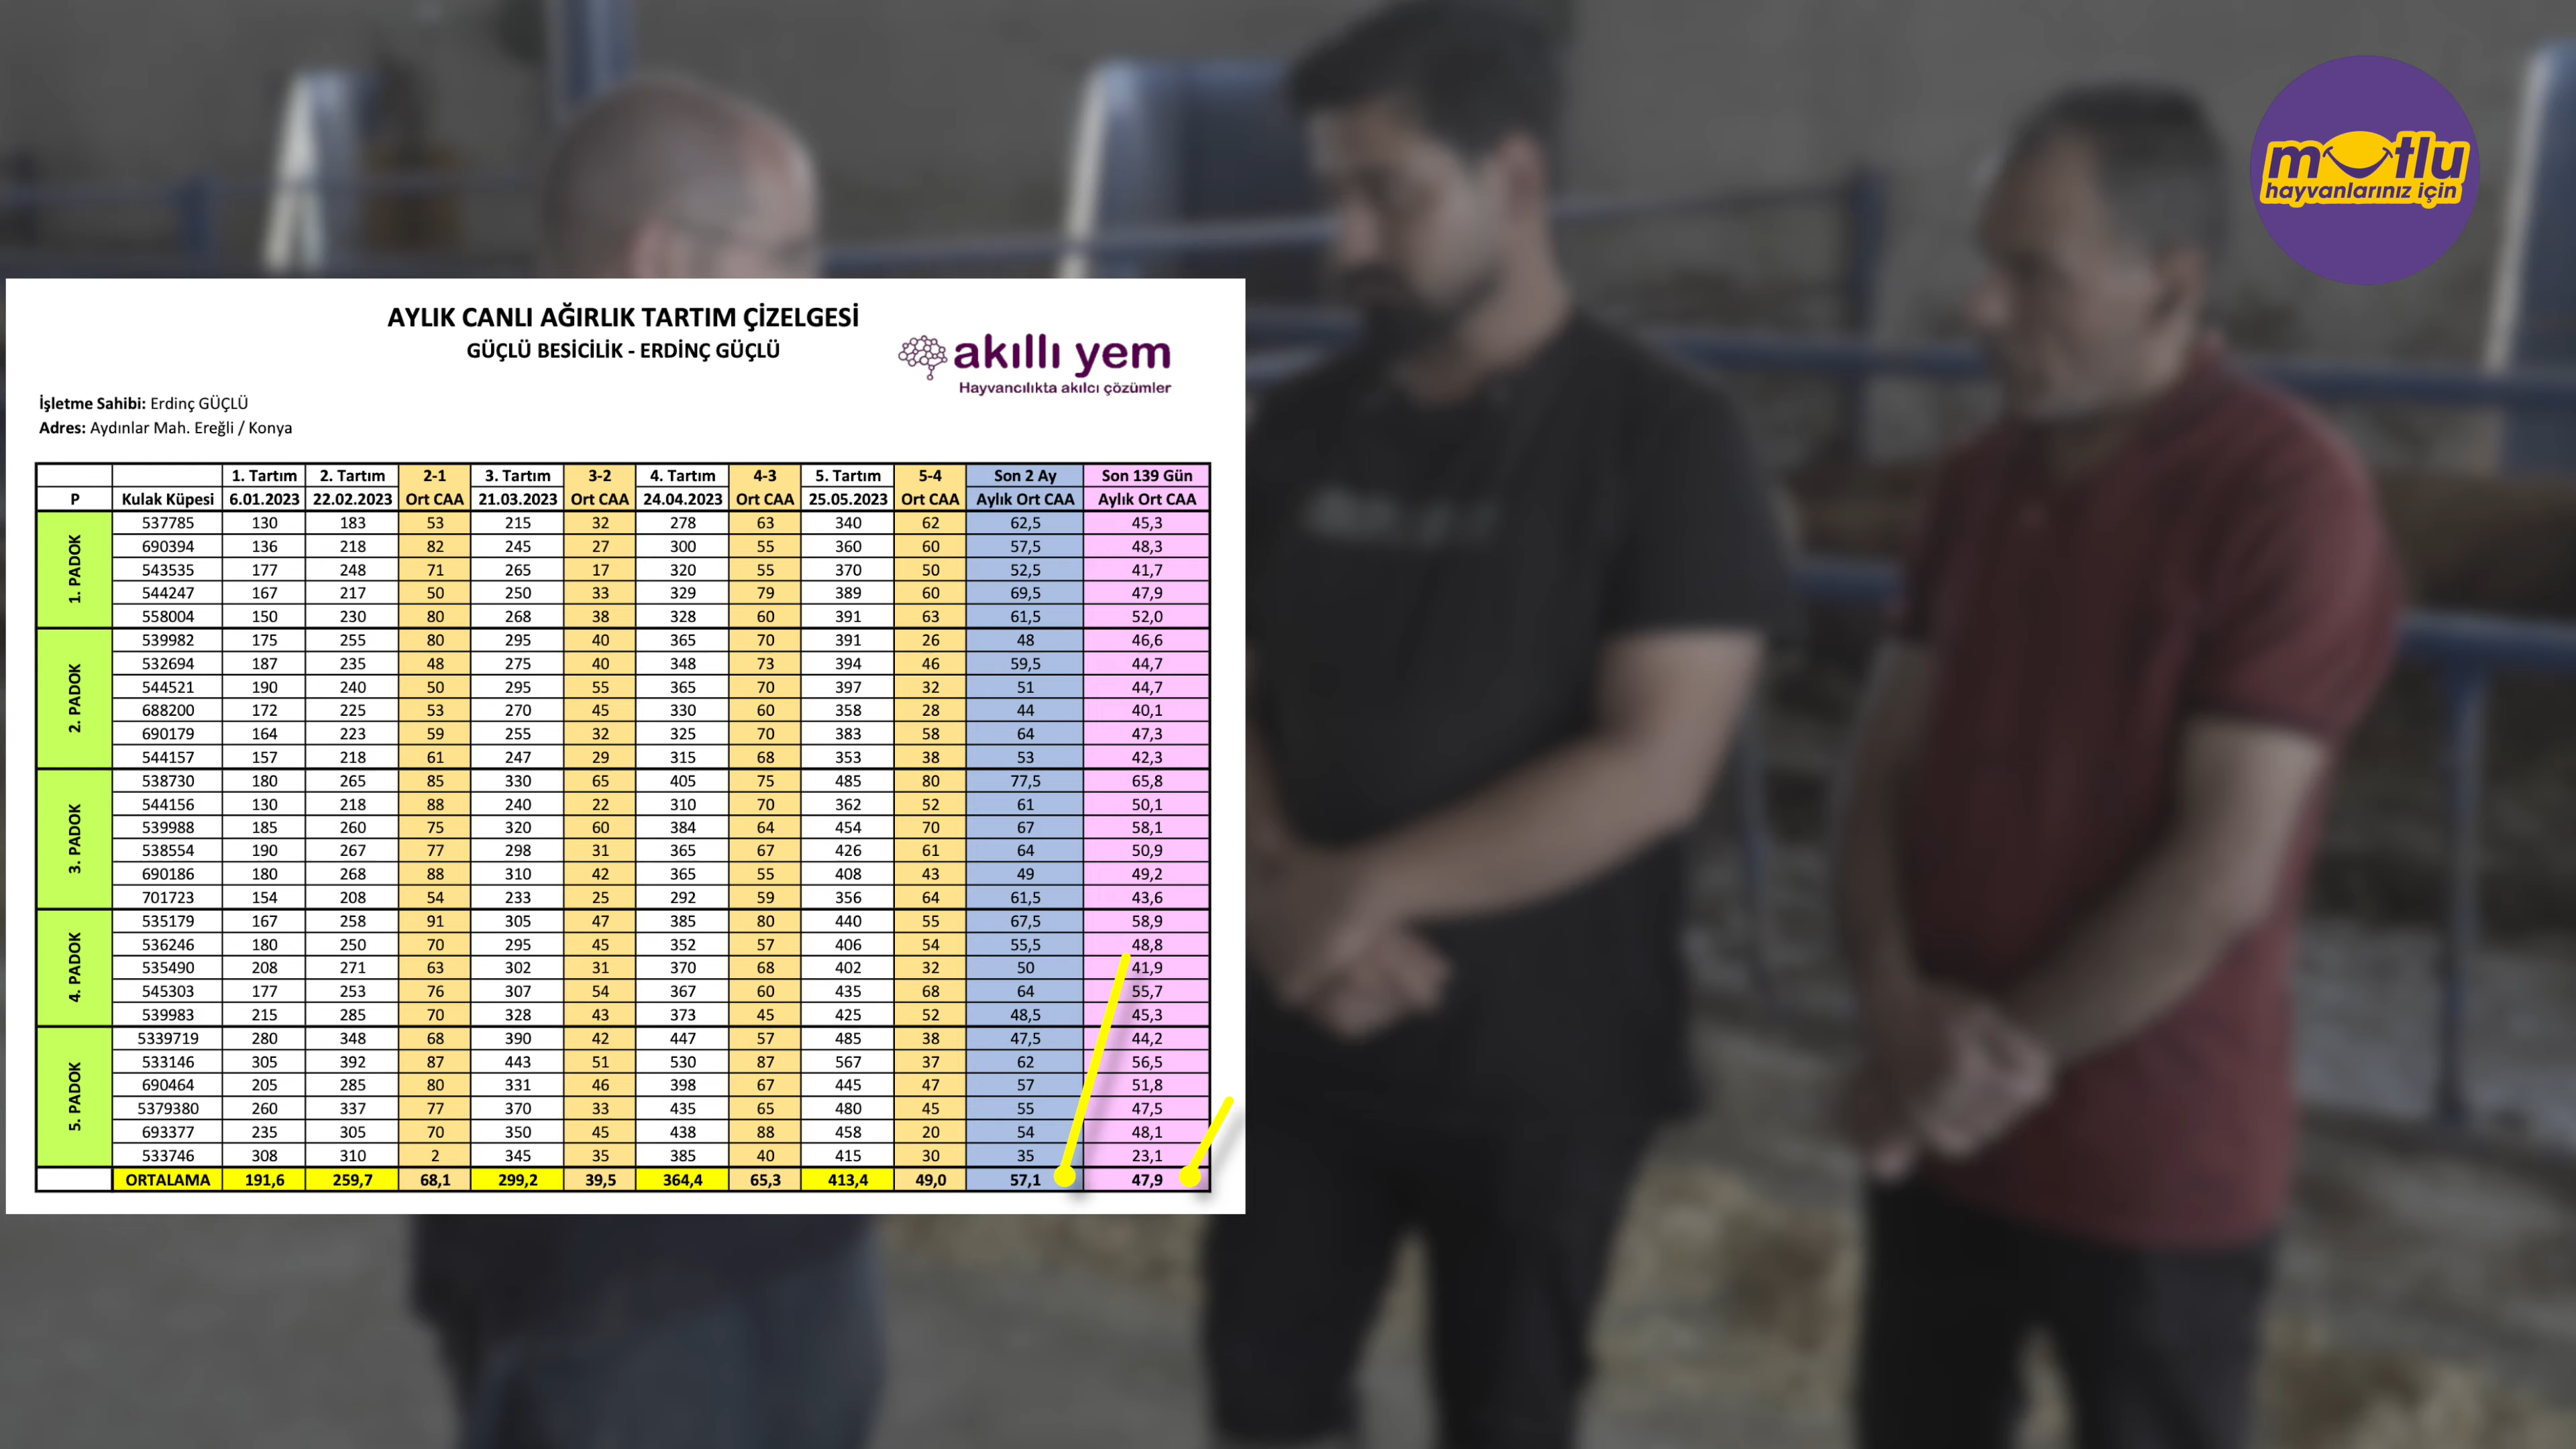 mutlu
hayvanlarınız için
AYLIK CANLI AĞIRLIK TARTIM ÇİZELGESİ
GÜÇLÜ BESİCİLİK - ERDİNÇ GÜÇLÜ
akıllı yem
Hayvancılıkta akılcı çözümler
İşletme Sahibi: Erdinç GÜÇLÜ
Adres: Aydınlar Mah. Ereğli / Konya
1. Tartım 2. Tartım 2-1 3. Tartım 3-2 4. Tartım 4-3 5. Tartım 5-4 Son 2 Ay Son 139 Gün
P Kulak Küpesi 6.01.2023 22.02.2023 Ort CAA 21.03.2023 Ort CAA 24.04.2023 Ort CAA 25.05.2023 Ort CAA Aylık Ort CAA Aylık Ort CAA
1. PADOK
537785 130 183 53 215 32 278 63 340 62 62,5 45,3
690394 136 218 82 245 27 300 55 360 60 57,5 48,3
543535 177 248 71 265 17 320 55 370 50 52,5 41,7
544247 167 217 50 250 33 329 79 389 60 69,5 47,9
558004 150 230 80 268 38 328 60 391 63 61,5 52,0
2. PADOK
539982 175 255 80 295 40 365 70 391 26 48 46,6
532694 187 235 48 275 40 348 73 394 46 59,5 44,7
544521 190 240 50 295 55 365 70 397 32 51 44,7
688200 172 225 53 270 45 330 60 358 28 44 40,1
690179 164 223 59 255 32 325 70 383 58 64 47,3
544157 157 218 61 247 29 315 68 353 38 53 42,3
3. PADOK
538730 180 265 85 330 65 405 75 485 80 77,5 65,8
544156 130 218 88 240 22 310 70 362 52 61 50,1
539988 185 260 75 320 60 384 64 454 70 67 58,1
538554 190 267 77 298 31 365 67 426 61 64 50,9
690186 180 268 88 310 42 365 55 408 43 49 49,2
701723 154 208 54 233 25 292 59 356 64 61,5 43,6
4. PADOK
535179 167 258 91 305 47 385 80 440 55 67,5 58,9
536246 180 250 70 295 45 352 57 406 54 55,5 48,8
535490 208 271 63 302 31 370 68 402 32 50 41,9
545303 177 253 76 307 54 367 60 435 68 64 55,7
539983 215 285 70 328 43 373 45 425 52 48,5 45,3
5. PADOK
5339719 280 348 68 390 42 447 57 485 38 47,5 44,2
533146 305 392 87 443 51 530 87 567 37 62 56,5
690464 205 285 80 331 46 398 67 445 47 57 51,8
5379380 260 337 77 370 33 435 65 480 45 55 47,5
693377 235 305 70 350 45 438 88 458 20 54 48,1
533746 308 310 2 345 35 385 40 415 30 35 23,1
ORTALAMA 191,6 259,7 68,1 299,2 39,5 364,4 65,3 413,4 49,0 57,1 47,9